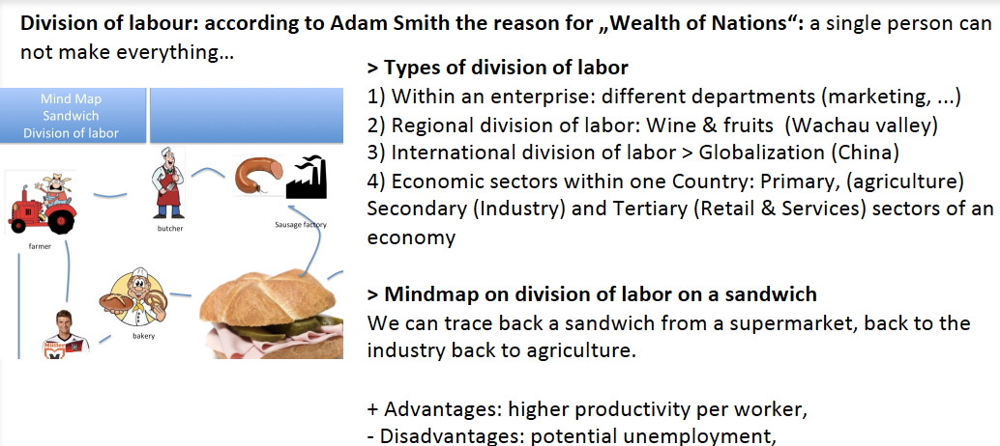 Division of labour: according to Adam Smith the reason for „Wealth of Nations“: a single person can
not make everything…
> Types of division of labor
1) Within an enterprise: different departments (marketing, ...)
2) Regional division of labor: Wine & fruits (Wachau valley)
3) International division of labor > Globalization (China)
4) Economic sectors within one Country: Primary, (agriculture)
Secondary (Industry) and Tertiary (Retail & Services) sectors of an
economy
> Mindmap on division of labor on a sandwich
We can trace back a sandwich from a supermarket, back to the
industry back to agriculture.
+ Advantages: higher productivity per worker,
- Disadvantages: potential unemployment,
Mind Map
Sandwich
Division of labor
butcher
Sausage factory
farmer
bakery
Müller